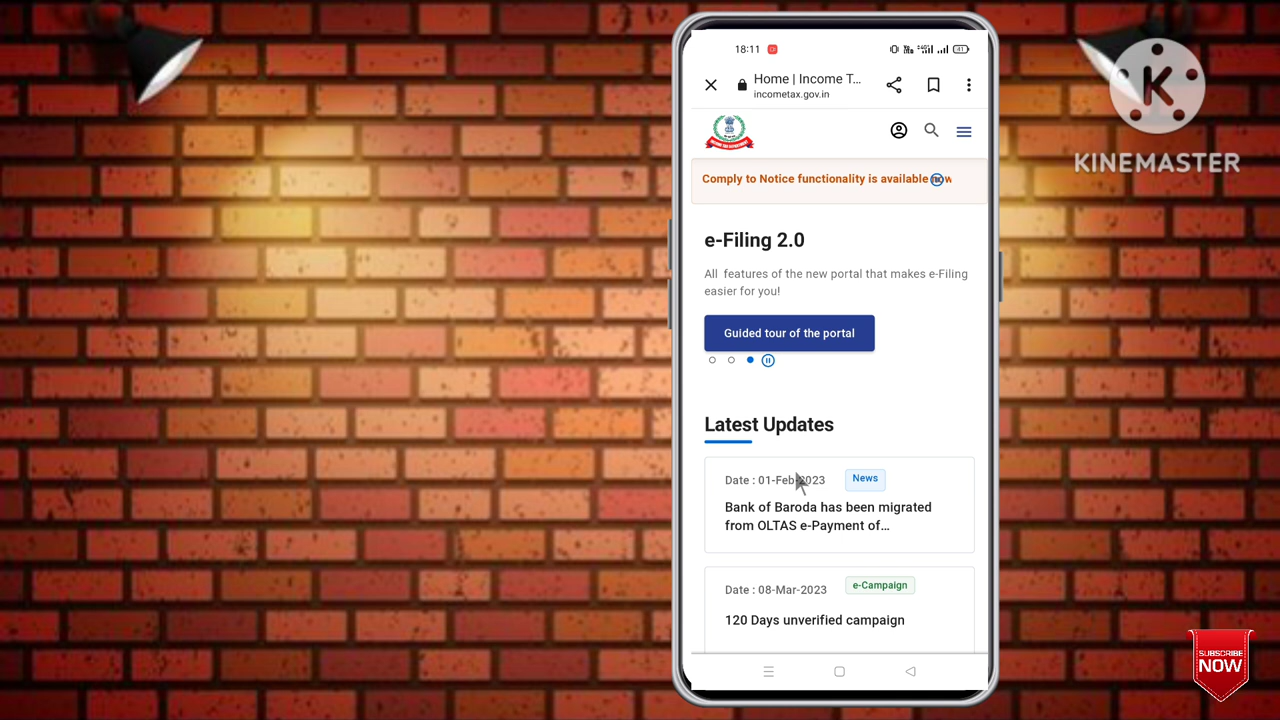 18:11
41
Home | Income T...
incometax.gov.in
KINEMASTER
Comply to Notice functionality is available now
e-Filing 2.0
All features of the new portal that makes e-Filing
easier for you!
Guided tour of the portal
Latest Updates
Date : 01-Feb-2023 News
Bank of Baroda has been migrated
from OLTAS e-Payment of...
Date : 08-Mar-2023 e-Campaign
120 Days unverified campaign
SUBSCRIBE
NOW